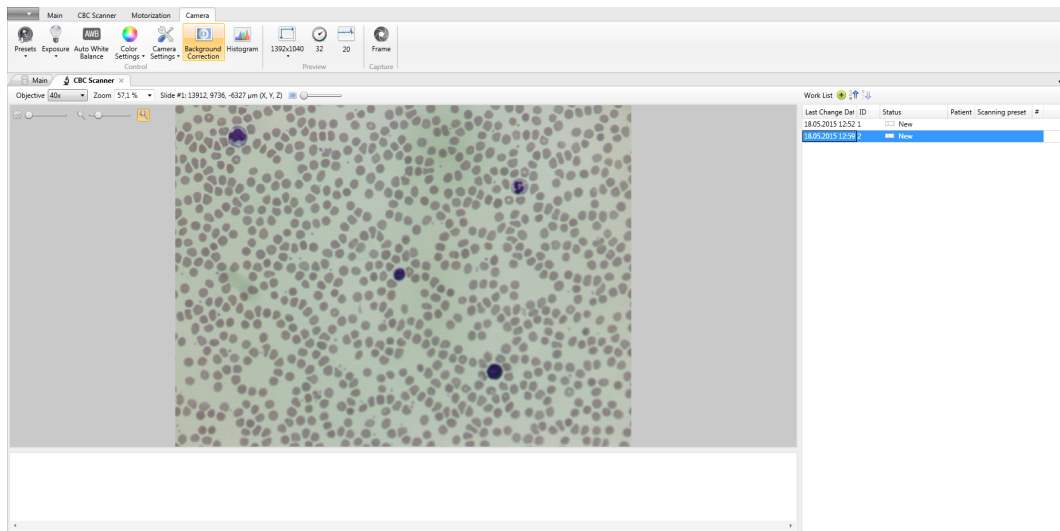 Main CBC Scanner Motorization Camera
AWB
Presets Exposure Auto White Balance Color Settings Camera Settings Background Correction Histogram 1392x1040 32 20 Frame
Control Preview Capture
Main CBC Scanner ×
Objective 40x Zoom 57,1 % Slide #1: 13912, 9736, -6327 µm (X, Y, Z) Work List
Last Change Dat ID Status Patient Scanning preset #
18.05.2015 12:52 1 New
18.05.2015 12:59 2 New